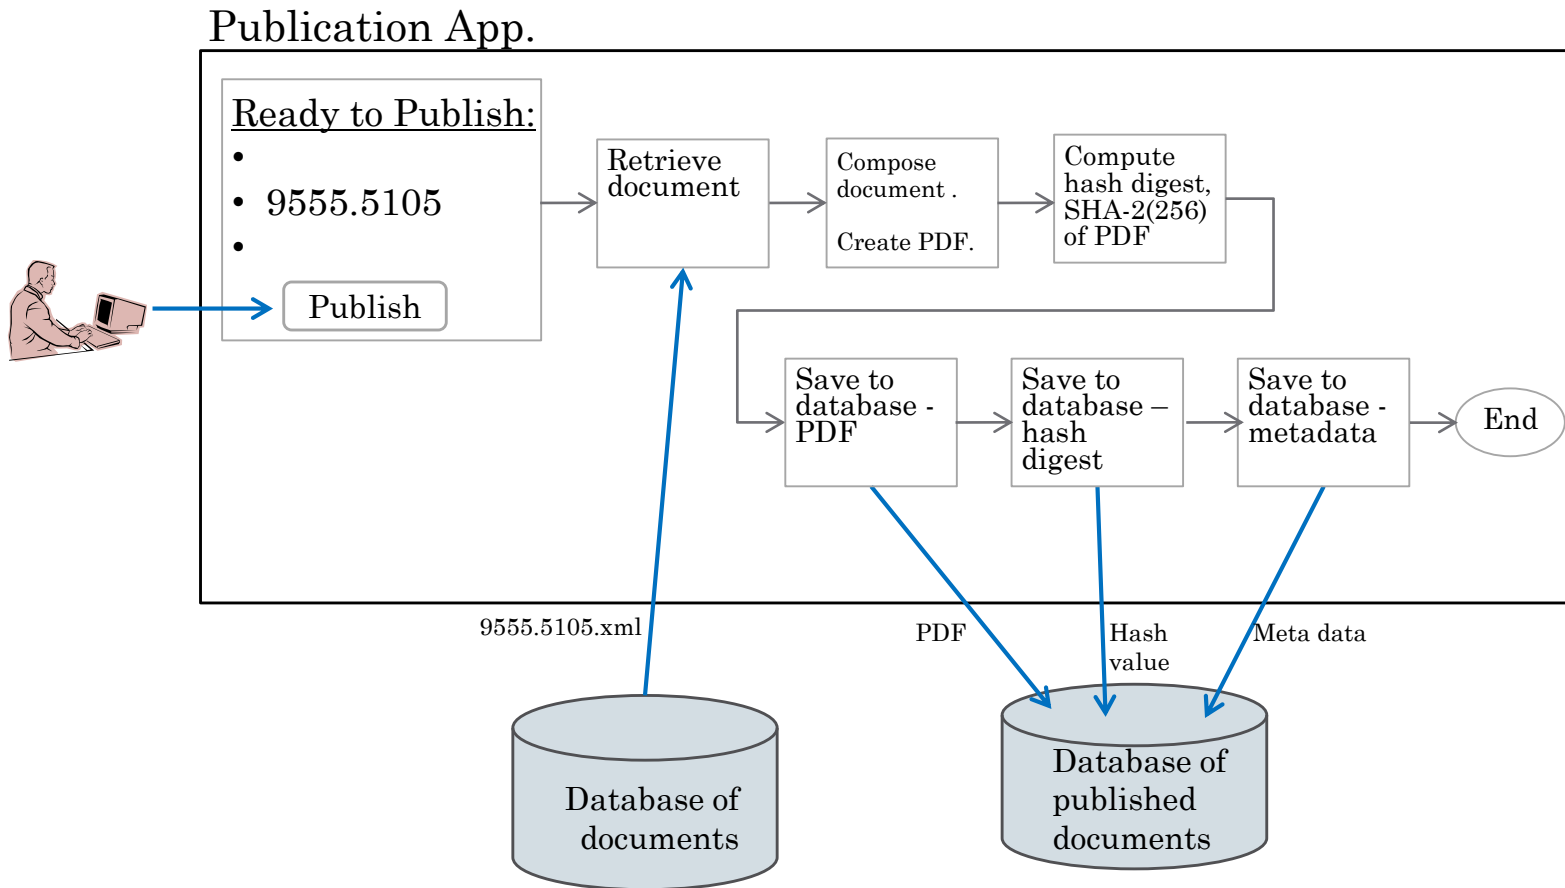 Publication App.
Ready to Publish:
•
• 9555.5105
•
Publish
Retrieve
document
Compose
document .
Create PDF.
Compute
hash digest,
SHA-2(256)
of PDF
Save to
database -
PDF
Save to
database –
hash
digest
Save to
database -
metadata
End
9555.5105.xml
PDF
Hash
value
Meta data
Database of
documents
Database of
published
documents